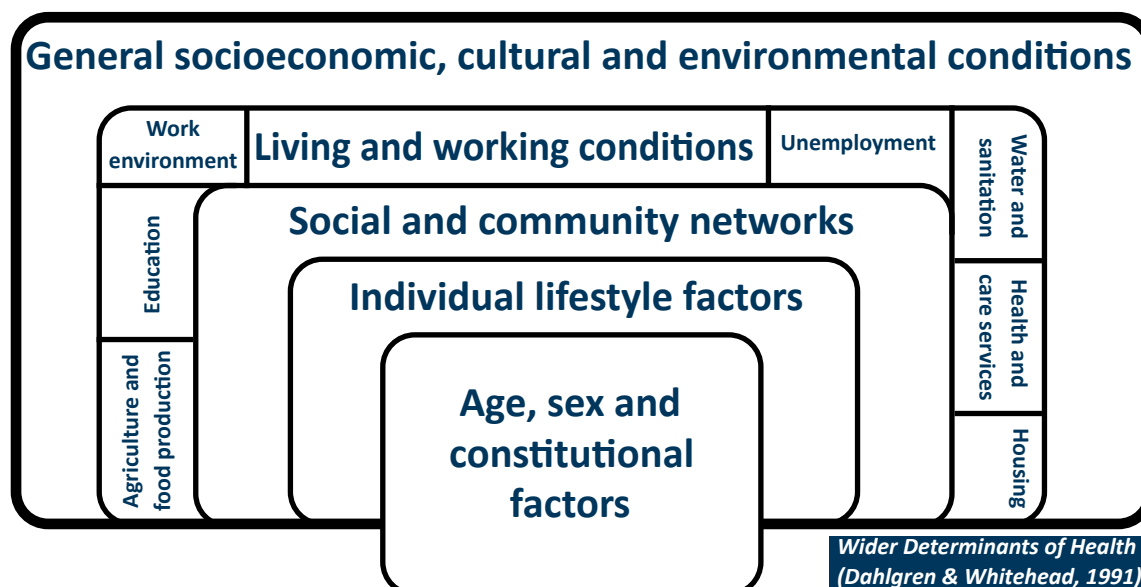 General socioeconomic, cultural and environmental conditions
Work
environment
Living and working conditions
Unemployment
Water and
sanitation
Education
Social and community networks
Health and
care services
Individual lifestyle factors
Agriculture and
food production
Age, sex and
constitutional
factors
Housing
Wider Determinants of Health
(Dahlgren & Whitehead, 1991)